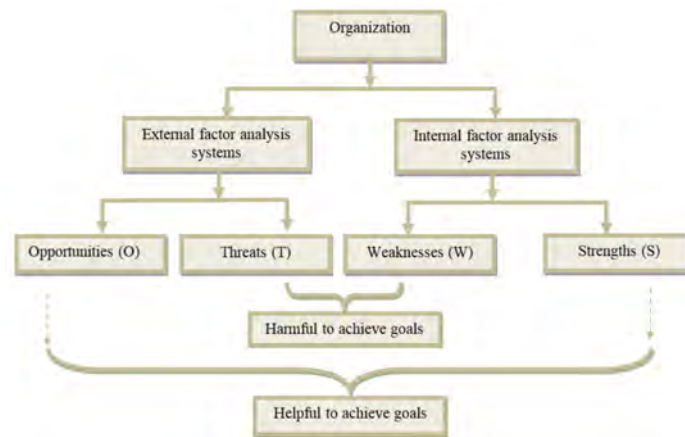 Organization
External factor analysis
systems
Internal factor analysis
systems
Opportunities (O)
Threats (T)
Weaknesses (W)
Strengths (S)
Harmful to achieve goals
Helpful to achieve goals